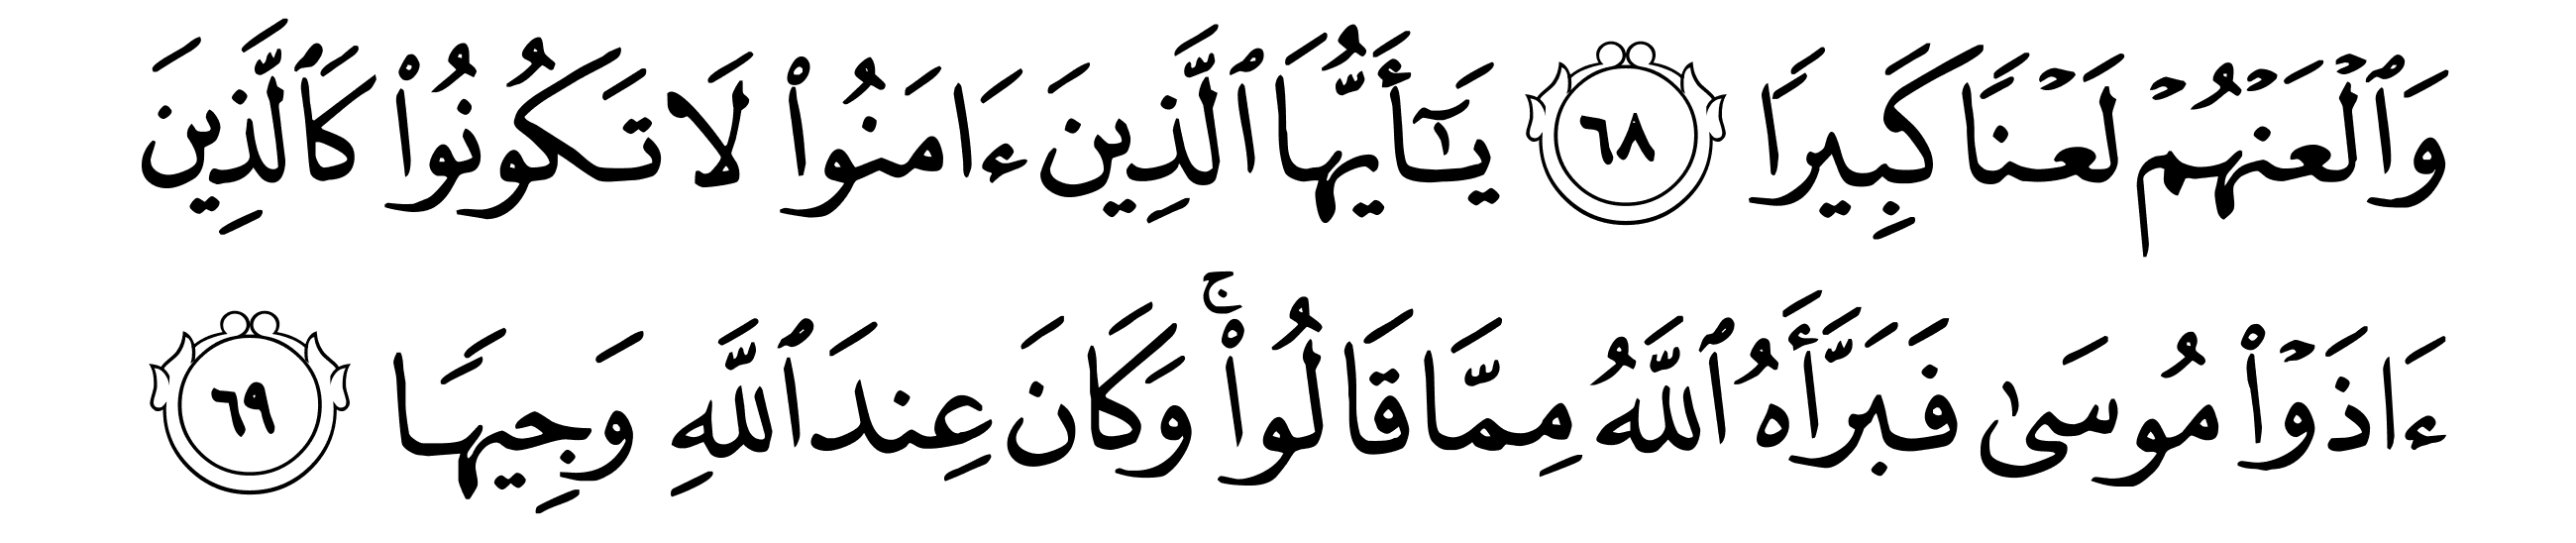 وَٱلْعَنْهُمْ لَعْنًا كَبِيرًا ٦٨ يَـٰٓأَيُّهَا ٱلَّذِينَ ءَامَنُوا۟ لَا تَكُونُوا۟ كَٱلَّذِينَ
ءَاذَوْا۟ مُوسَىٰ فَبَرَّأَهُ ٱللَّهُ مِمَّا قَالُوا۟ ۚ وَكَانَ عِندَ ٱللَّهِ وَجِيهًا ٦٩